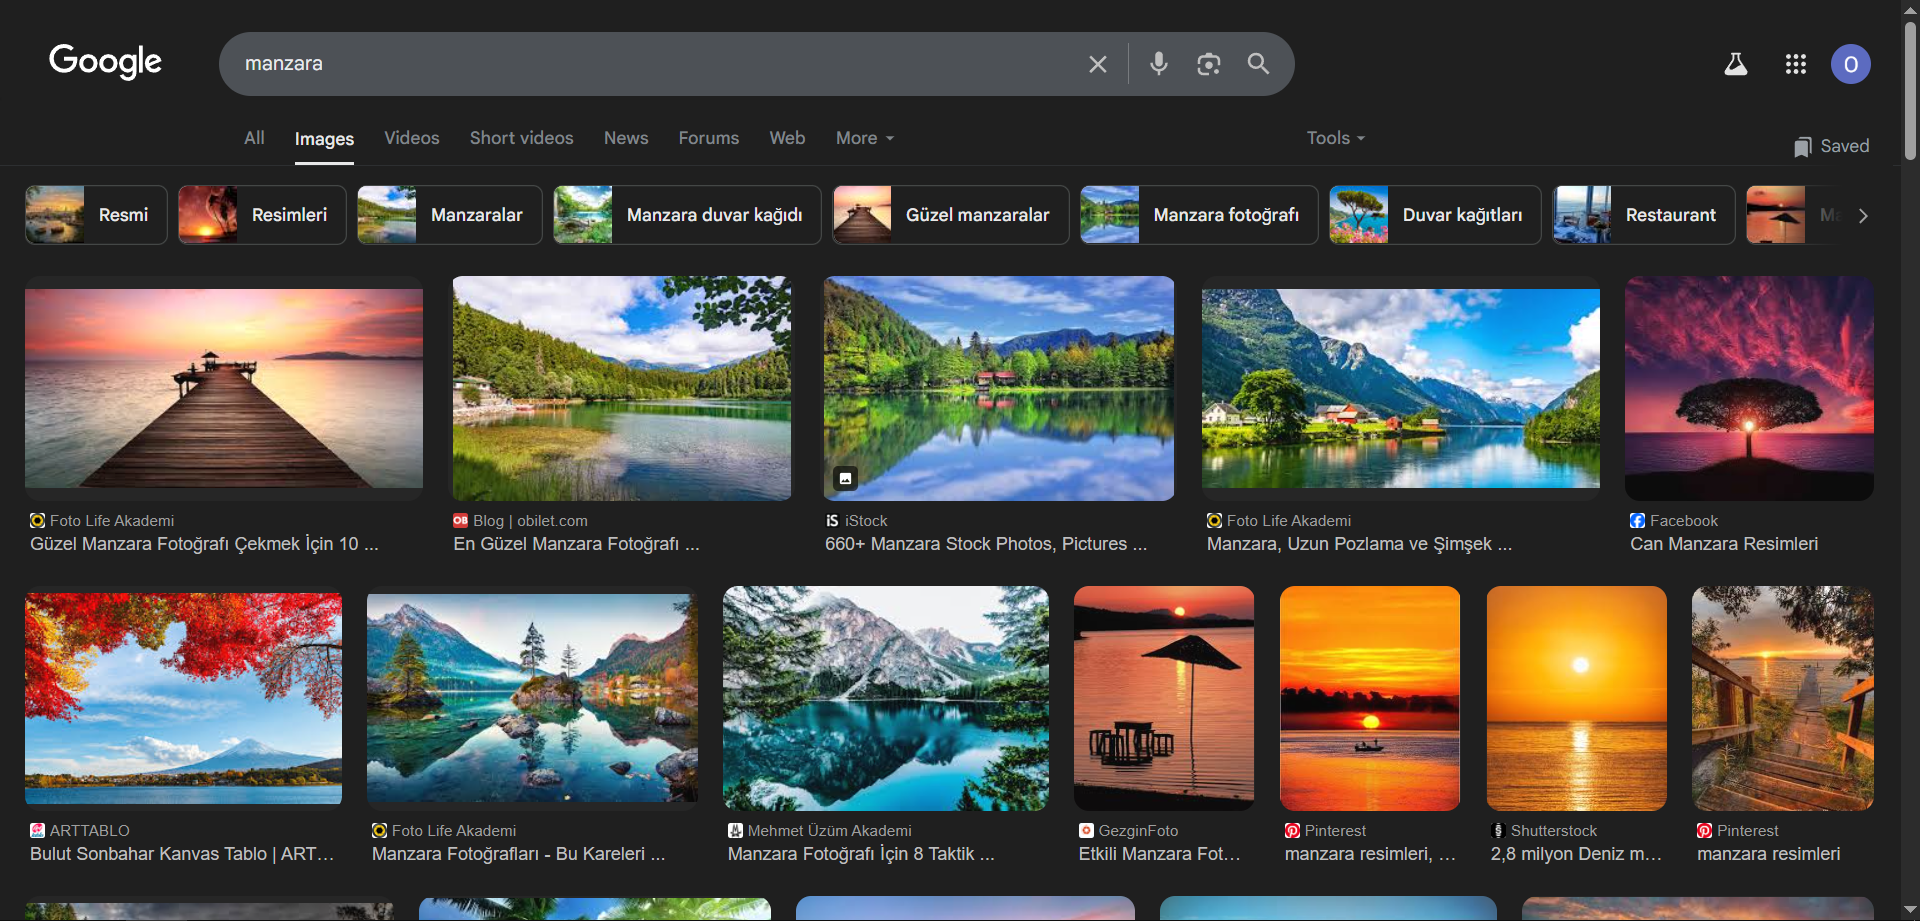 Google
manzara
O
All
Images
Videos
Short videos
News
Forums
Web
More
Tools
Saved
Resmi
Resimleri
Manzaralar
Manzara duvar kağıdı
Güzel manzaralar
Manzara fotoğrafı
Duvar kağıtları
Restaurant
Foto Life Akademi
Güzel Manzara Fotoğrafı Çekmek İçin 10 ...
OB Blog | obilet.com
En Güzel Manzara Fotoğrafı ...
iS iStock
660+ Manzara Stock Photos, Pictures ...
Foto Life Akademi
Manzara, Uzun Pozlama ve Şimşek ...
Facebook
Can Manzara Resimleri
ARTTABLO
Bulut Sonbahar Kanvas Tablo | ART...
Foto Life Akademi
Manzara Fotoğrafları - Bu Kareleri ...
Mehmet Üzüm Akademi
Manzara Fotoğrafı İçin 8 Taktik ...
GezginFoto
Etkili Manzara Fot...
Pinterest
manzara resimleri, ...
Shutterstock
2,8 milyon Deniz m...
Pinterest
manzara resimleri